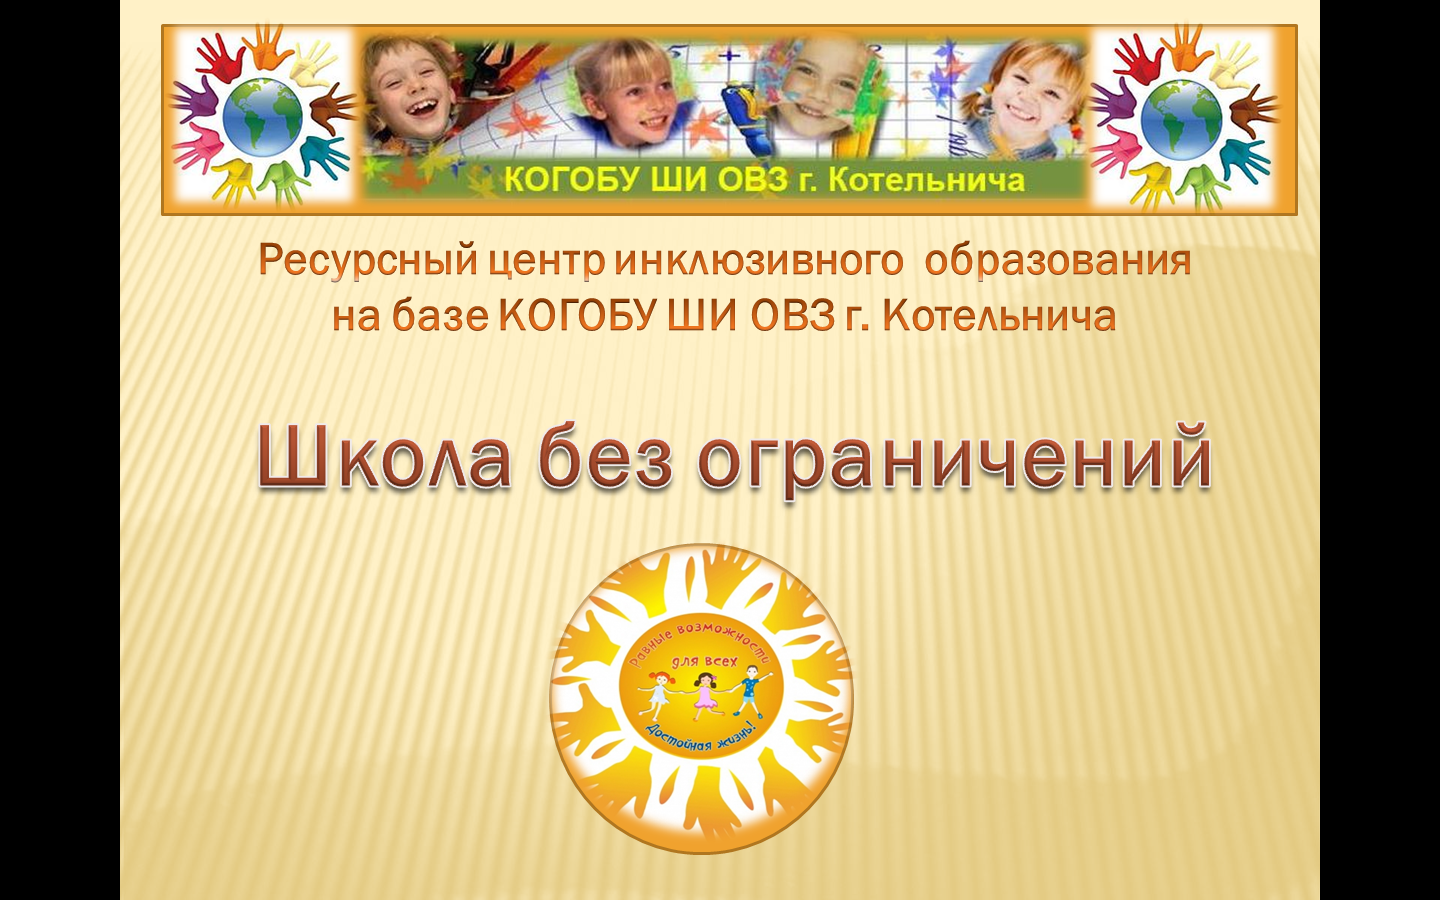 КОГОБУ ШИ ОВЗ г. Котельнича
Ресурсный центр инклюзивного образования
на базе КОГОБУ ШИ ОВЗ г. Котельнича
Школа без ограничений
Равные возможности
для всех
Достойная жизнь!